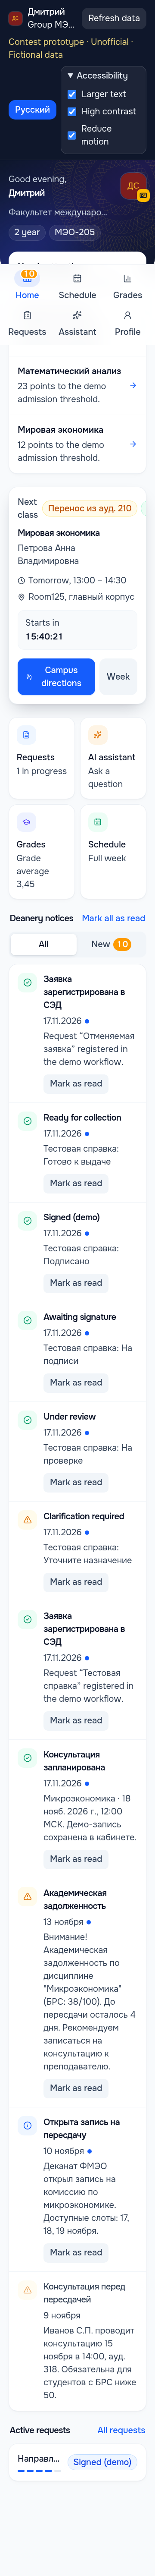 ДС
Дмитрий
Group МЭ...
Refresh data
Contest prototype · Unofficial ·
Fictional data
Русский
▼ Accessibility
Larger text
High contrast
Reduce
motion
Good evening,
Дмитрий
ДС
Факультет междунаро...
2 year
МЭО-205
10
Home
Schedule
Grades
Requests
Assistant
Profile
Математический анализ
23 points to the demo
admission threshold.
Мировая экономика
12 points to the demo
admission threshold.
Next
class
Перенос из ауд. 210
Мировая экономика
Петрова Анна
Владимировна
Tomorrow, 13:00 – 14:30
Room125, главный корпус
Starts in
15:40:21
Campus
directions
Week
Requests
1 in progress
AI assistant
Ask a
question
Grades
Grade
average
3,45
Schedule
Full week
Deanery notices
Mark all as read
All
New 10
Заявка
зарегистрирована в
СЭД
17.11.2026
Request "Отменяемая
заявка" registered in
the demo workflow.
Mark as read
Ready for collection
17.11.2026
Тестовая справка:
Готово к выдаче
Mark as read
Signed (demo)
17.11.2026
Тестовая справка:
Подписано
Mark as read
Awaiting signature
17.11.2026
Тестовая справка: На
подписи
Mark as read
Under review
17.11.2026
Тестовая справка: На
проверке
Mark as read
Clarification required
17.11.2026
Тестовая справка:
Уточните назначение
Mark as read
Заявка
зарегистрирована в
СЭД
17.11.2026
Request "Тестовая
справка" registered in
the demo workflow.
Mark as read
Консультация
запланирована
17.11.2026
Микроэкономика · 18
нояб. 2026 г., 12:00
МСК. Демо-запись
сохранена в кабинете.
Mark as read
Академическая
задолженность
13 ноября
Внимание!
Академическая
задолженность по
дисциплине
"Микроэкономика"
(БРС: 38/100). До
пересдачи осталось 4
дня. Рекомендуем
записаться на
консультацию к
преподавателю.
Mark as read
Открыта запись на
пересдачу
10 ноября
Деканат ФМЭО
открыл запись на
комиссию по
микроэкономике.
Доступные слоты: 17,
18, 19 ноября.
Mark as read
Консультация перед
пересдачей
9 ноября
Иванов С.П. проводит
консультацию 15
ноября в 14:00, ауд.
318. Обязательна для
студентов с БРС ниже
50.
Active requests
All requests
Направл...
Signed (demo)